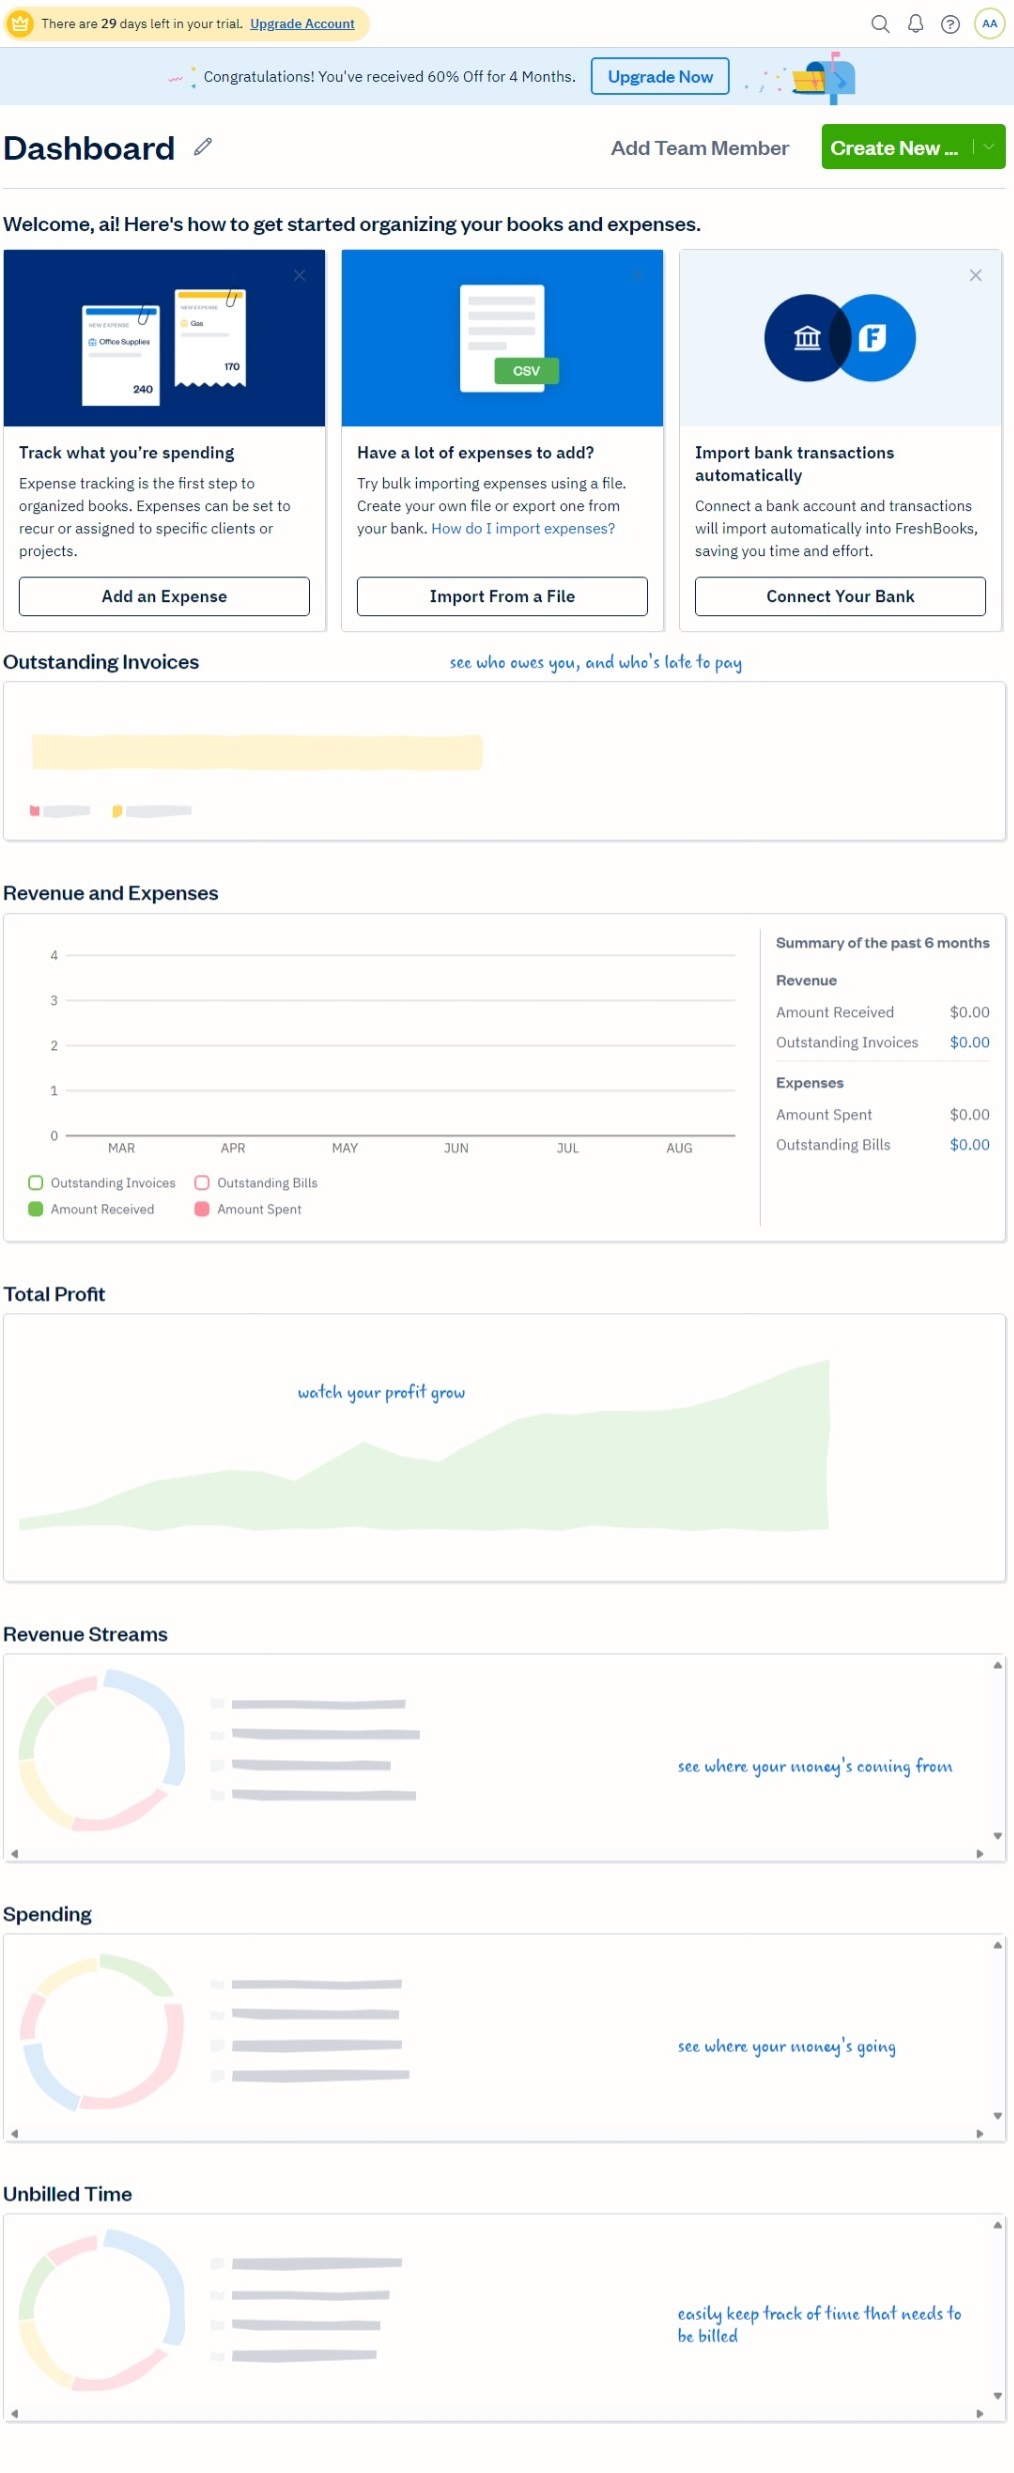 There are 29 days left in your trial. Upgrade Account
AA
Congratulations! You've received 60% Off for 4 Months.
Upgrade Now
Dashboard
Add Team Member
Create New ...
Welcome, ai! Here's how to get started organizing your books and expenses.
NEW EXPENSE
Office Supplies
240
NEW EXPENSE
Gas
170
CSV
Track what you’re spending
Expense tracking is the first step to
organized books. Expenses can be set to
recur or assigned to specific clients or
projects.
Add an Expense
Have a lot of expenses to add?
Try bulk importing expenses using a file.
Create your own file or export one from
your bank. How do I import expenses?
Import From a File
Import bank transactions
automatically
Connect a bank account and transactions
will import automatically into FreshBooks,
saving you time and effort.
Connect Your Bank
Outstanding Invoices
see who owes you, and who's late to pay
Revenue and Expenses
4
3
2
1
0
MAR APR MAY JUN JUL AUG
Outstanding Invoices
Outstanding Bills
Amount Received
Amount Spent
Summary of the past 6 months
Revenue
Amount Received $0.00
Outstanding Invoices $0.00
Expenses
Amount Spent $0.00
Outstanding Bills $0.00
Total Profit
watch your profit grow
Revenue Streams
see where your money's coming from
Spending
see where your money's going
Unbilled Time
easily keep track of time that needs to
be billed